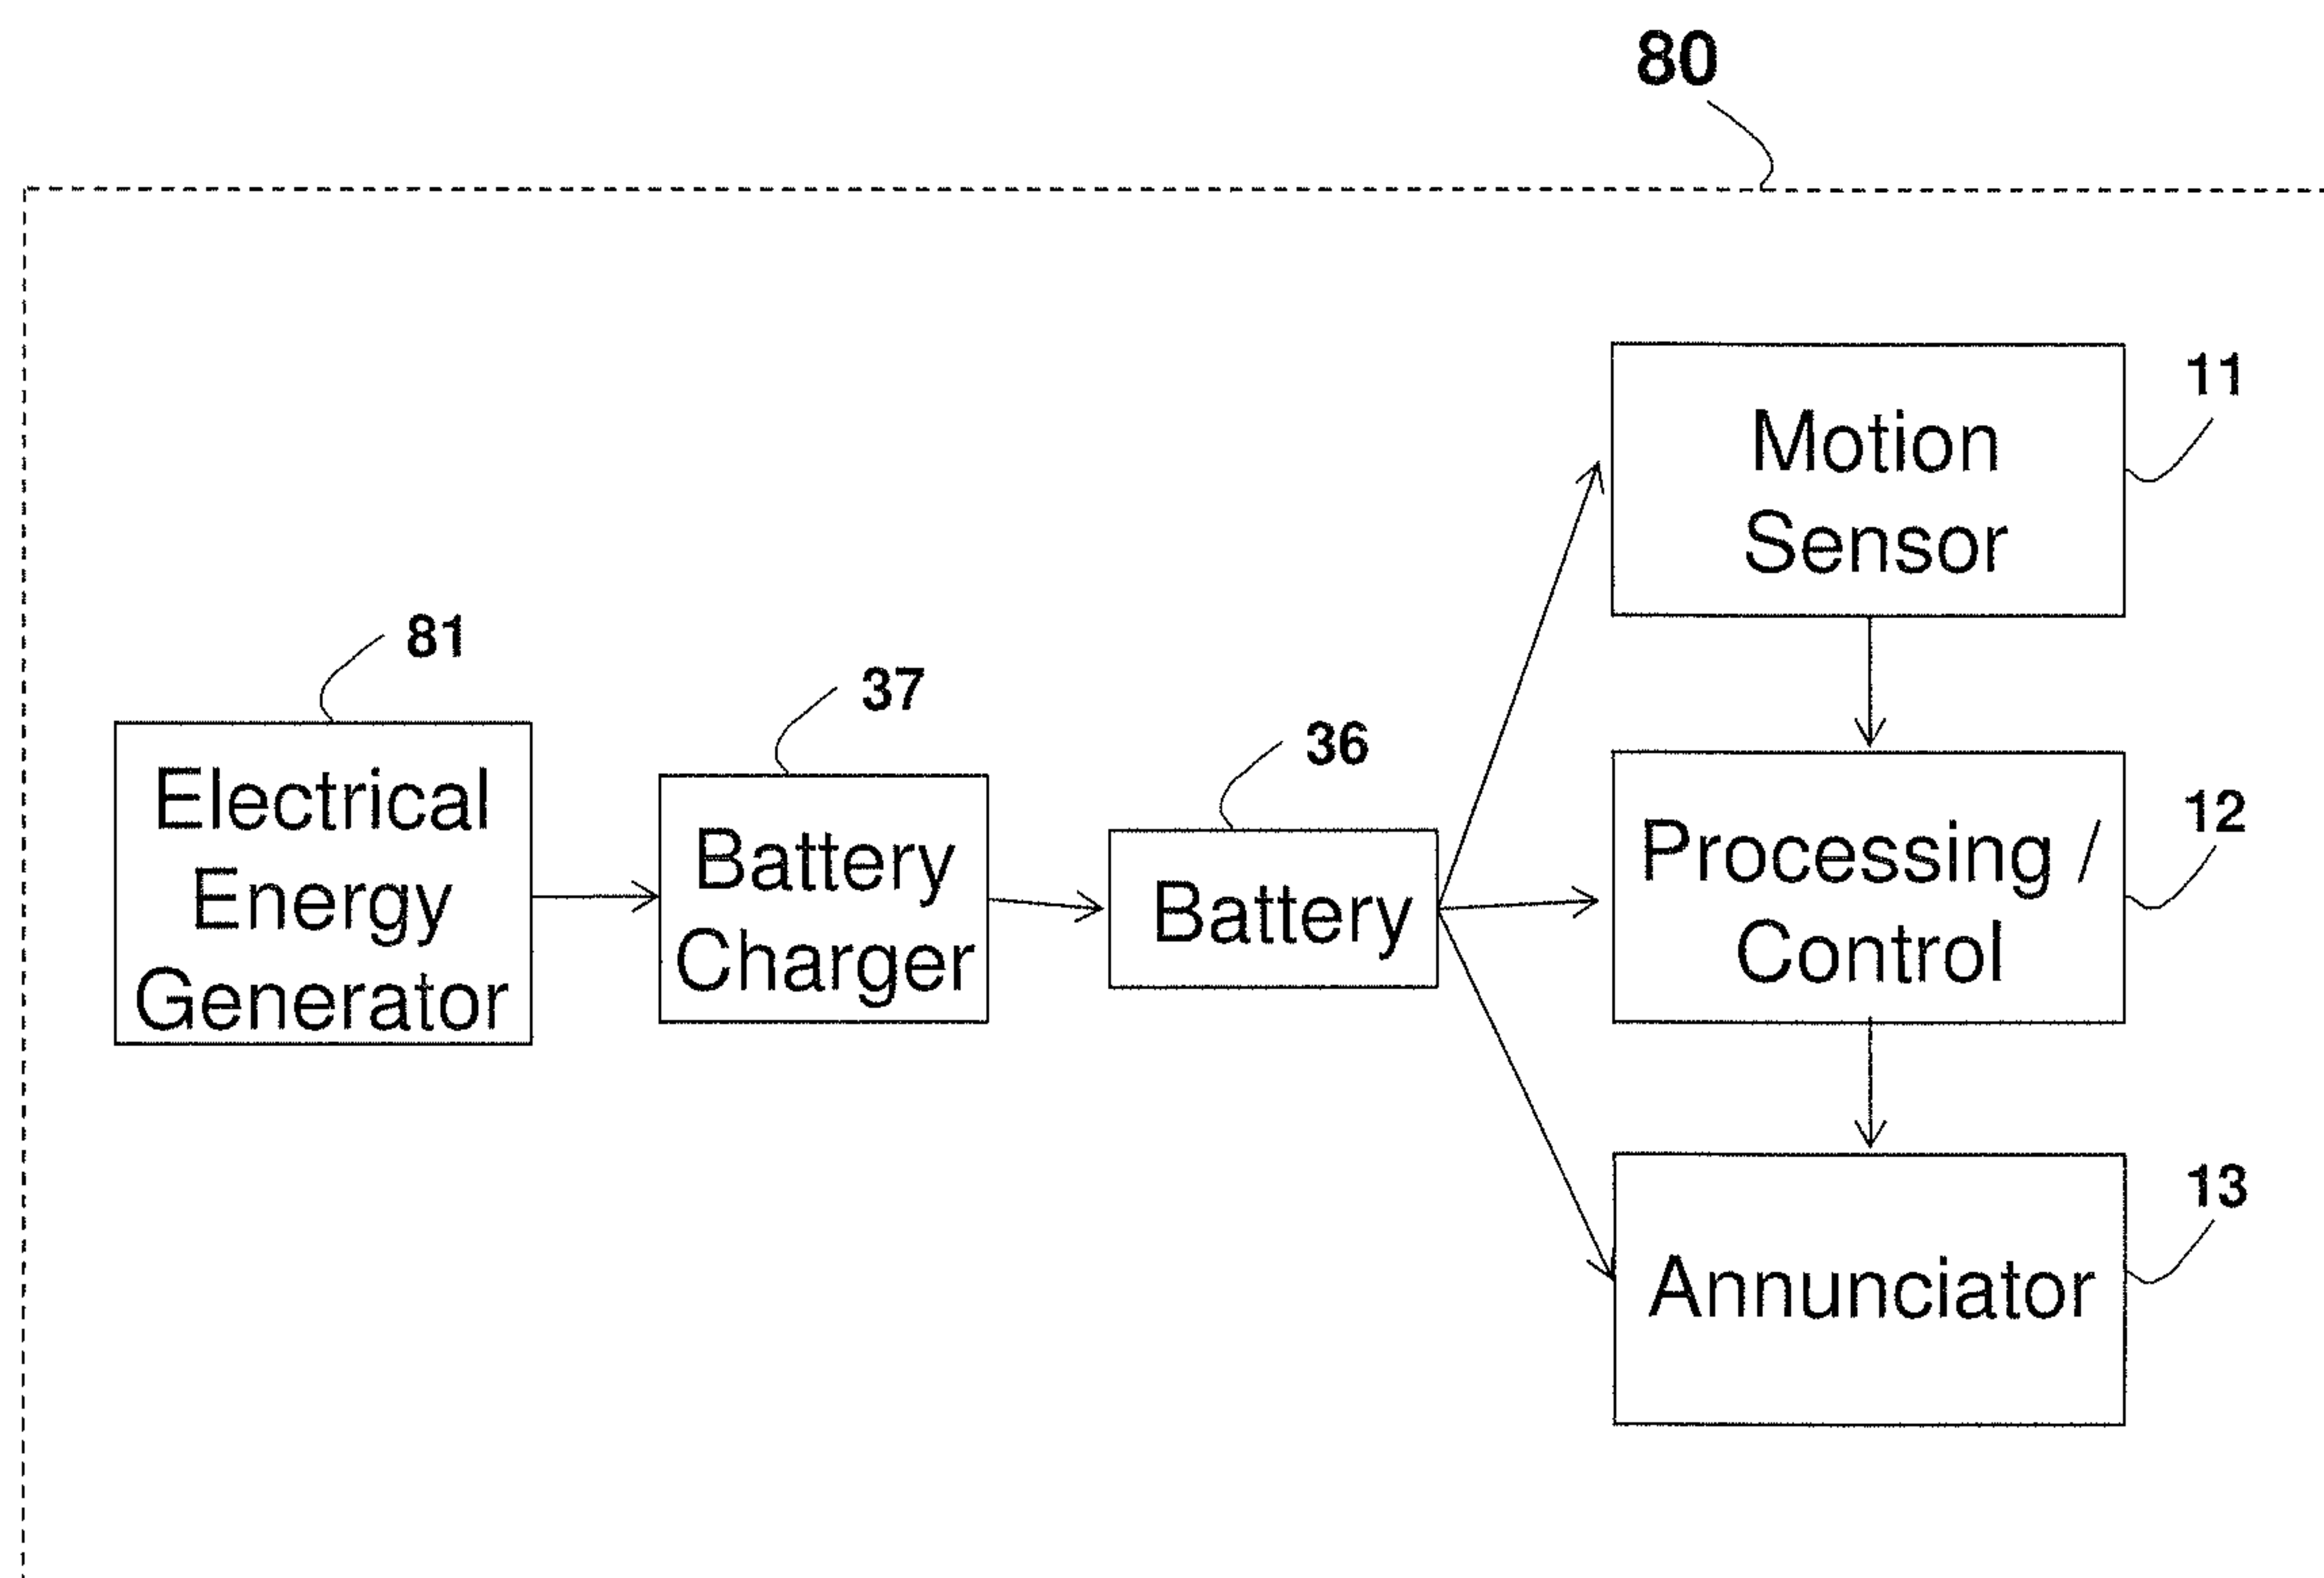 80
Motion
Sensor
11
81
Electrical
Energy
Generator
37
Battery
Charger
36
Battery
Processing /
Control
12
Annunciator
13